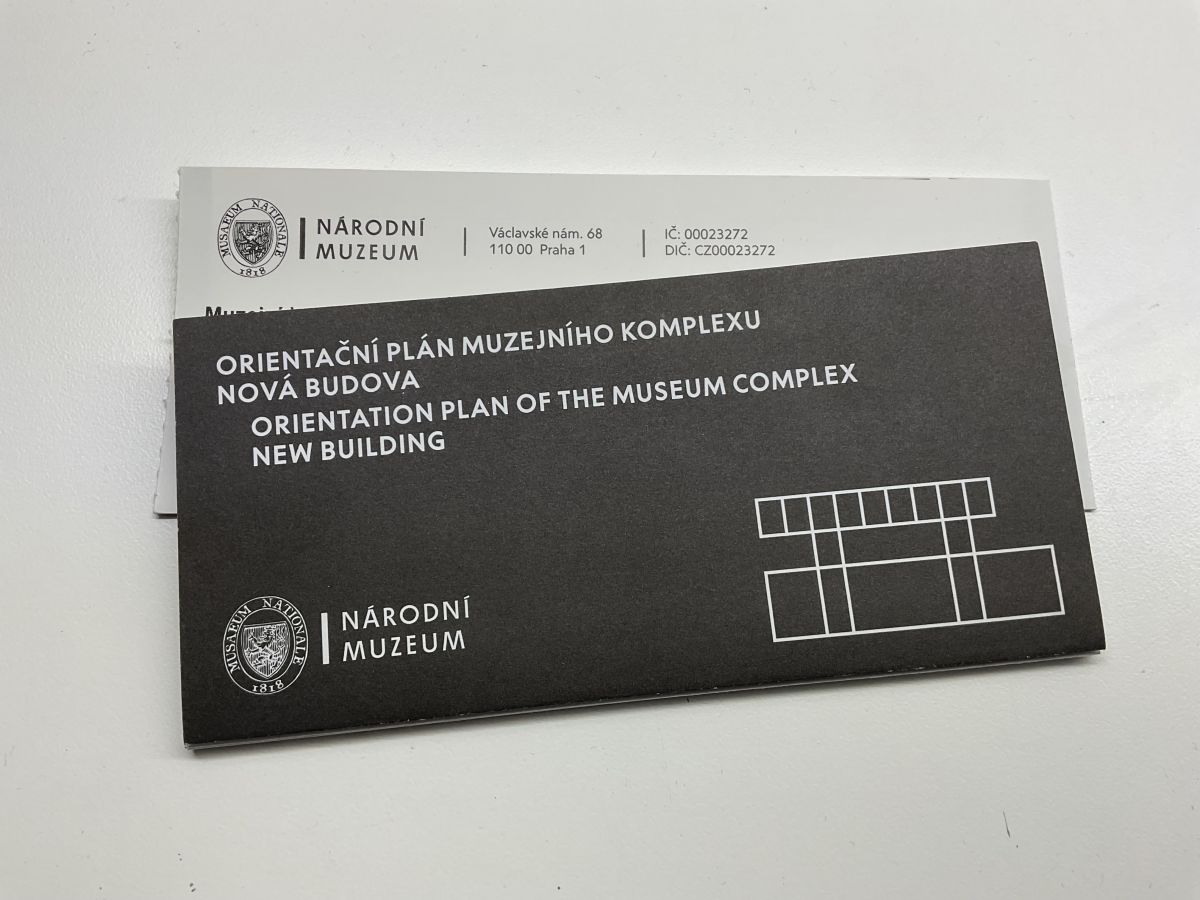 MUSAEUM NATIONALE
1818
NÁRODNÍ
MUZEUM
Václavské nám. 68
110 00 Praha 1
IČ: 00023272
DIČ: CZ00023272
ORIENTAČNÍ PLÁN MUZEJNÍHO KOMPLEXU
NOVÁ BUDOVA
ORIENTATION PLAN OF THE MUSEUM COMPLEX
NEW BUILDING
MUSAEUM NATIONALE
1818
NÁRODNÍ
MUZEUM